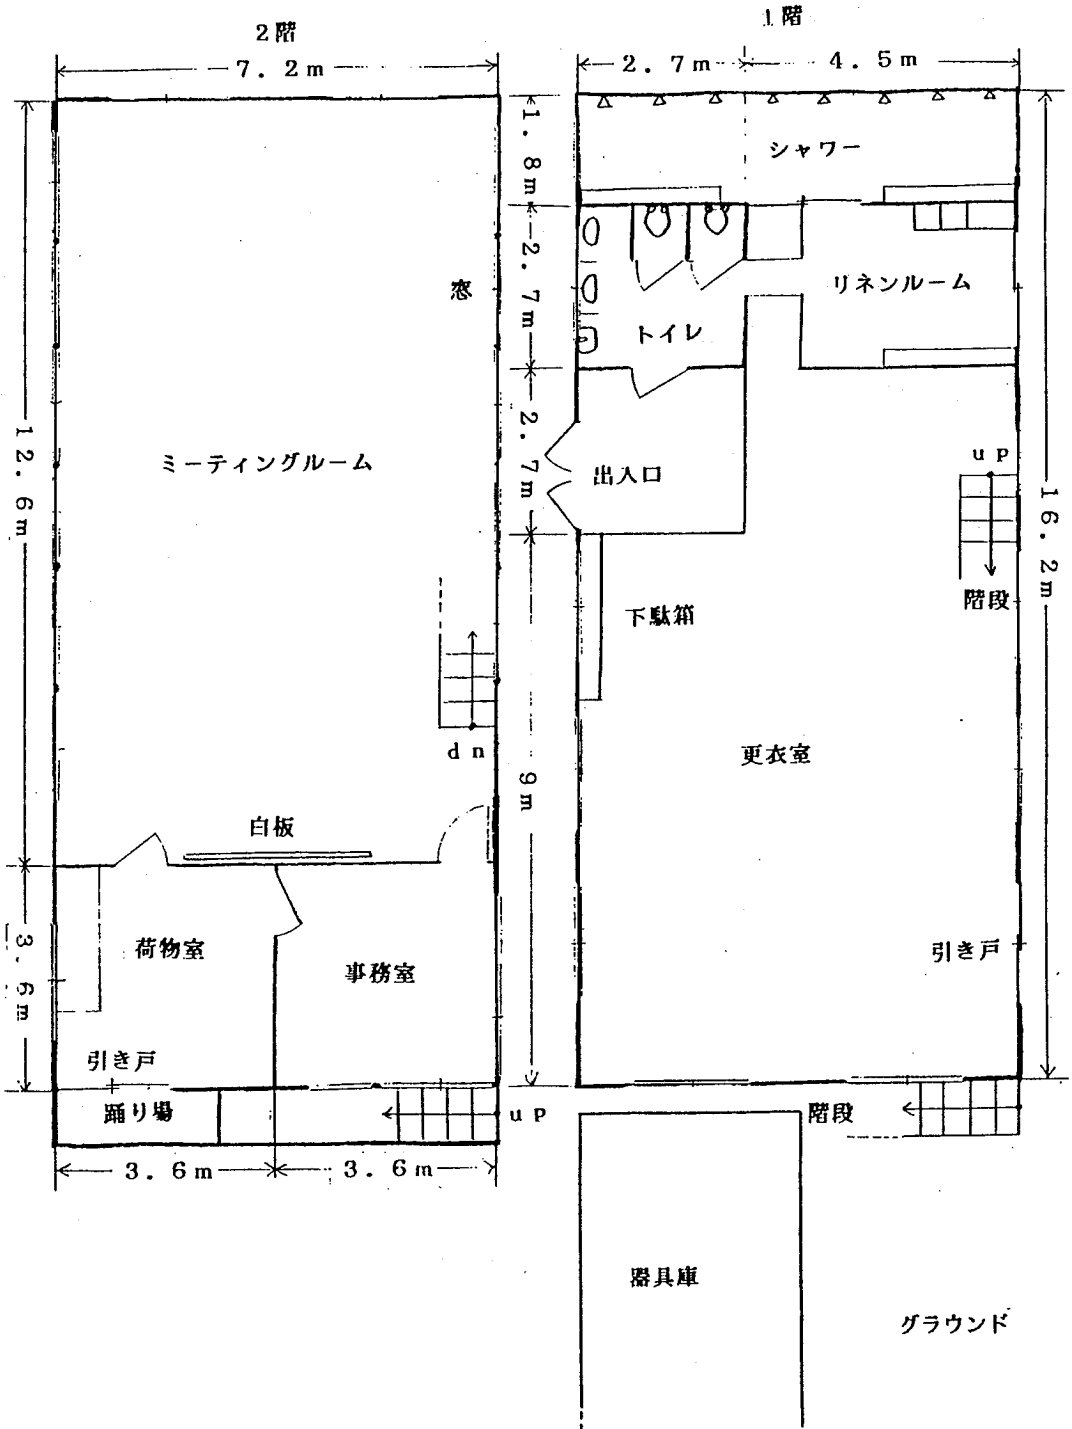 2階
7.2m
12.6m
窓
ミーティングルーム
dn
白板
荷物室
事務室
3.6m
引き戸
踊り場
up
3.6m
3.6m
1階
2.7m
4.5m
1.8m
2.7m
2.7m
9m
16.2m
シャワー
リネンルーム
トイレ
出入口
up
階段
下駄箱
更衣室
引き戸
階段
器具庫
グラウンド